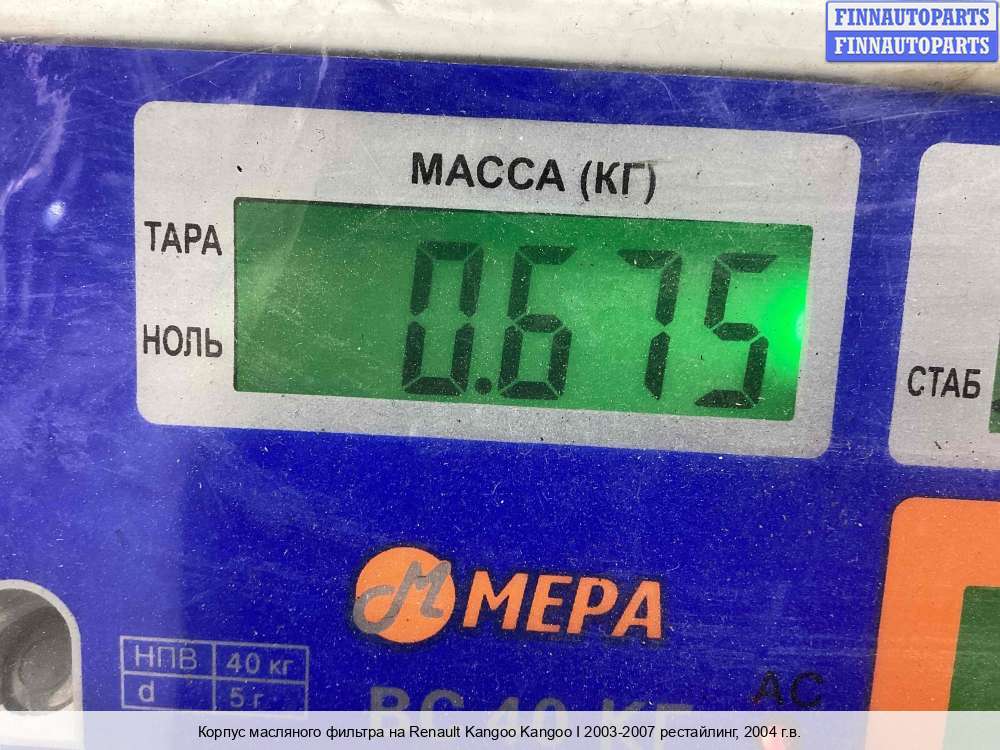 FINNAUTOPARTS
FINNAUTOPARTS
МАССА (КГ)
ТАРА
0.675
НОЛЬ
СТАБ
МЕРА
НПВ 40 кг
d 5 г
АС
Корпус масляного фильтра на Renault Kangoo Kangoo I 2003-2007 рестайлинг, 2004 г.в.